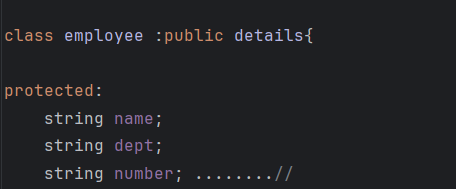 class employee :public details{
protected:
string name;
string dept;
string number; ........//